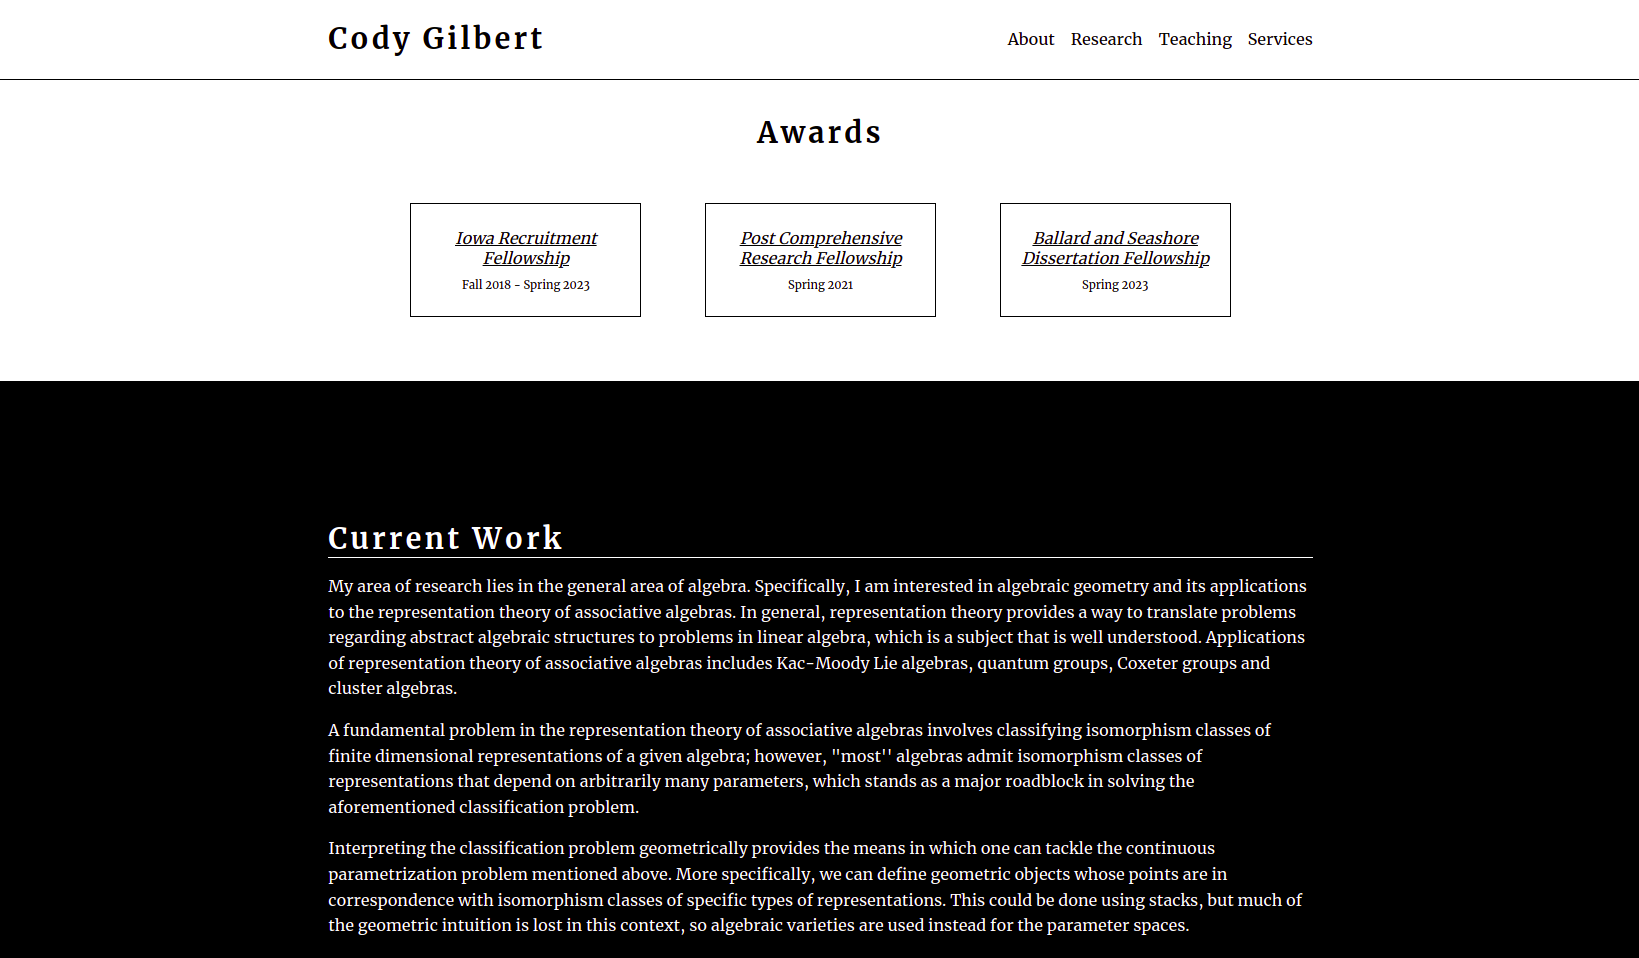 Cody Gilbert
About Research Teaching Services
Awards
Iowa Recruitment
Fellowship
Fall 2018 - Spring 2023
Post Comprehensive
Research Fellowship
Spring 2021
Ballard and Seashore
Dissertation Fellowship
Spring 2023
Current Work
My area of research lies in the general area of algebra. Specifically, I am interested in algebraic geometry and its applications
to the representation theory of associative algebras. In general, representation theory provides a way to translate problems
regarding abstract algebraic structures to problems in linear algebra, which is a subject that is well understood. Applications
of representation theory of associative algebras includes Kac-Moody Lie algebras, quantum groups, Coxeter groups and
cluster algebras.
A fundamental problem in the representation theory of associative algebras involves classifying isomorphism classes of
finite dimensional representations of a given algebra; however, "most'' algebras admit isomorphism classes of
representations that depend on arbitrarily many parameters, which stands as a major roadblock in solving the
aforementioned classification problem.
Interpreting the classification problem geometrically provides the means in which one can tackle the continuous
parametrization problem mentioned above. More specifically, we can define geometric objects whose points are in
correspondence with isomorphism classes of specific types of representations. This could be done using stacks, but much of
the geometric intuition is lost in this context, so algebraic varieties are used instead for the parameter spaces.